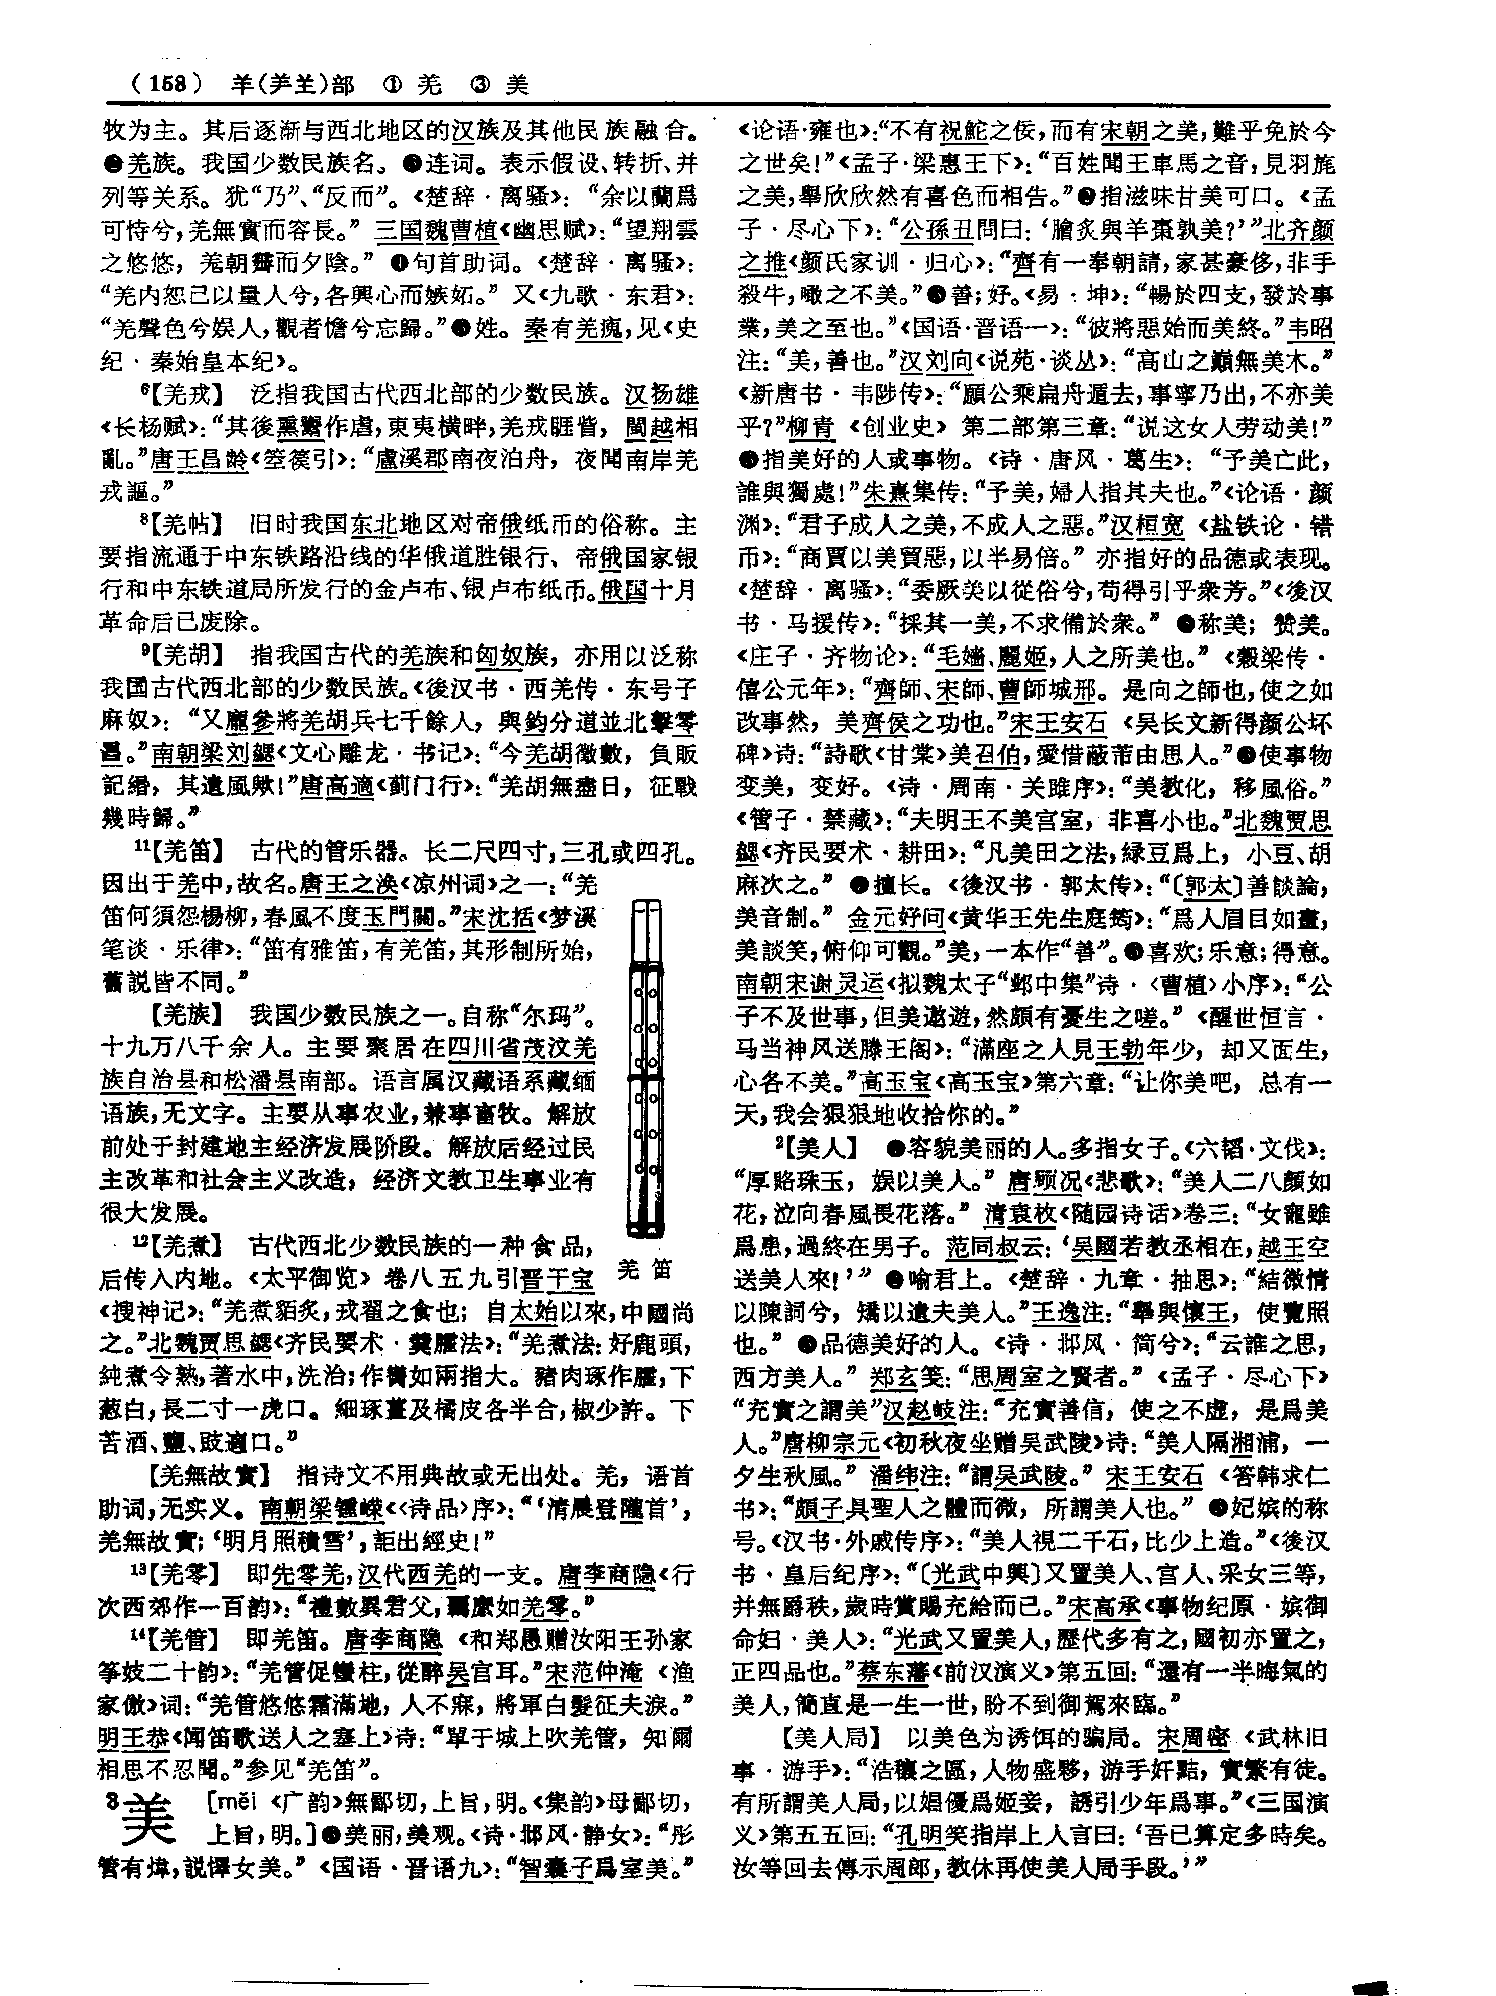 （158） 羊(⺷⺶)部 ① 羌 ③ 美
牧为主。其后逐渐与西北地区的汉族及其他民族融合。
●羌族。我国少数民族名。●连词。表示假设、转折、并
列等关系。犹“乃”、“反而”。《楚辞·离骚》：“余以蘭爲
可恃兮，羌無實而容長。”三国魏曹植《幽思赋》：“望翔雲
之悠悠，羌朝霽而夕陰。”●句首助词。《楚辞·离骚》：
“羌内恕己以量人兮，各興心而嫉妬。”又《九歌·东君》：
“羌聲色兮娱人，觀者憺兮忘歸。”●姓。秦有羌瘣，见《史
纪·秦始皇本纪》。
⁶【羌戎】 泛指我国古代西北部的少数民族。汉扬雄
《长杨赋》：“其後熏鬻作虐，東夷横畔，羌戎睚眥，閩越相
亂。”唐王昌龄《箜篌引》：“盧溪郡南夜泊舟，夜聞南岸羌
戎謳。”
⁸【羌帖】 旧时我国东北地区对帝俄纸币的俗称。主
要指流通于中东铁路沿线的华俄道胜银行、帝俄国家银
行和中东铁道局所发行的金卢布、银卢布纸币。俄国十月
革命后已废除。
⁹【羌胡】 指我国古代的羌族和匈奴族，亦用以泛称
我国古代西北部的少数民族。《後汉书·西羌传·东号子
麻奴》：“又龐參將羌胡兵七千餘人，與鈞分道並北擊零
昌。”南朝梁刘勰《文心雕龙·书记》：“今羌胡徵數，負販
記緡，其遺風歟！”唐高適《蓟门行》：“羌胡無盡日，征戰
幾時歸。”
¹¹【羌笛】 古代的管乐器。长二尺四寸，三孔或四孔。
因出于羌中，故名。唐王之涣《凉州词》之一：“羌
笛何須怨楊柳，春風不度玉門關。”宋沈括《梦溪
笔谈·乐律》：“笛有雅笛，有羌笛，其形制所始，
舊説皆不同。”
【羌族】 我国少数民族之一。自称“尔玛”。
十九万八千余人。主要聚居在四川省茂汶羌
族自治县和松潘县南部。语言属汉藏语系藏缅
语族，无文字。主要从事农业，兼事畜牧。解放
前处于封建地主经济发展阶段。解放后经过民
主改革和社会主义改造，经济文教卫生事业有
很大发展。
¹²【羌煮】 古代西北少数民族的一种食品，
后传入内地。《太平御览》卷八五九引晋干宝
羌 笛
《搜神记》：“羌煮貊炙，戎翟之食也；自太始以來，中國尚
之。”北魏贾思勰《齐民要术·羹臛法》：“羌煮法：好鹿頭，
純煮令熟，著水中，洗治；作臠如兩指大。豬肉琢作臛，下
葱白，長二寸一虎口。細琢薑及橘皮各半合，椒少許。下
苦酒、鹽、豉適口。”
【羌無故實】 指诗文不用典故或无出处。羌，语首
助词，无实义。南朝梁锺嵘《〈诗品〉序》：“‘清晨登隴首’，
羌無故實；‘明月照積雪’，詎出經史！”
¹³【羌零】 即先零羌，汉代西羌的一支。唐李商隐《行
次西郊作一百韵》：“禮數異君父，羈縻如羌零。”
¹⁴【羌管】 即羌笛。唐李商隐《和郑愚赠汝阳王孙家
筝妓二十韵》：“羌管促蠻柱，從醉吴宫耳。”宋范仲淹《渔
家傲》词：“羌管悠悠霜滿地，人不寐，將軍白髮征夫淚。”
明王恭《闻笛歌送人之塞上》诗：“單于城上吹羌管，知爾
相思不忍聞。”参见“羌笛”。
³美 [měi 《广韵》無鄙切，上旨，明。《集韵》母鄙切，
上旨，明。]●美丽，美观。《诗·邶风·静女》：“彤
管有煒，説懌女美。”《国语·晋语九》：“智襄子爲室美。”
《论语·雍也》：“不有祝鮀之佞，而有宋朝之美，難乎免於今
之世矣！”《孟子·梁惠王下》：“百姓聞王車馬之音，見羽旄
之美，舉欣欣然有喜色而相告。”●指滋味甘美可口。《孟
子·尽心下》：“公孫丑問曰：‘膾炙與羊棗孰美？’”北齐颜
之推《颜氏家训·归心》：“齊有一奉朝請，家甚豪侈，非手
殺牛，噉之不美。”●善；好。《易·坤》：“暢於四支，發於事
業，美之至也。”《国语·晋语一》：“彼將惡始而美終。”韦昭
注：“美，善也。”汉刘向《说苑·谈丛》：“高山之巔無美木。”
《新唐书·韦陟传》：“願公乘扁舟遁去，事寧乃出，不亦美
乎？”柳青《创业史》第二部第三章：“说这女人劳动美！”
●指美好的人或事物。《诗·唐风·葛生》：“予美亡此，
誰與獨處！”朱熹集传：“予美，婦人指其夫也。”《论语·颜
渊》：“君子成人之美，不成人之惡。”汉桓宽《盐铁论·错
币》：“商賈以美貿惡，以半易倍。”亦指好的品德或表现。
《楚辞·离骚》：“委厥美以從俗兮，苟得引乎衆芳。”《後汉
书·马援传》：“採其一美，不求備於衆。”●称美；赞美。
《庄子·齐物论》：“毛嬙、麗姬，人之所美也。”《榖梁传·
僖公元年》：“齊師、宋師、曹師城邢。是向之師也，使之如
改事然，美齊侯之功也。”宋王安石《吴长文新得颜公坏
碑》诗：“詩歌《甘棠》美召伯，愛惜蔽芾由思人。”●使事物
变美，变好。《诗·周南·关雎序》：“美教化，移風俗。”
《管子·禁藏》：“夫明王不美宫室，非喜小也。”北魏贾思
勰《齐民要术·耕田》：“凡美田之法，緑豆爲上，小豆、胡
麻次之。”●擅长。《後汉书·郭太传》：“〔郭太〕善談論，
美音制。”金元好问《黄华王先生庭筠》：“爲人眉目如畫，
美談笑，俯仰可觀。”美，一本作“善”。●喜欢；乐意；得意。
南朝宋谢灵运《拟魏太子“邺中集”诗·〈曹植〉小序》：“公
子不及世事，但美遨遊，然頗有憂生之嗟。”《醒世恒言·
马当神风送滕王阁》：“滿座之人見王勃年少，却又面生，
心各不美。”高玉宝《高玉宝》第六章：“让你美吧，总有一
天，我会狠狠地收拾你的。”
²【美人】 ●容貌美丽的人。多指女子。《六韬·文伐》：
“厚賂珠玉，娱以美人。”唐顾况《悲歌》：“美人二八顔如
花，泣向春風畏花落。”清袁枚《随园诗话》卷三：“女寵雖
爲患，過終在男子。范同叔云：‘吴國若教丞相在，越王空
送美人來！’”●喻君上。《楚辞·九章·抽思》：“結微情
以陳詞兮，矯以遺夫美人。”王逸注：“舉與懷王，使覽照
也。”●品德美好的人。《诗·邶风·简兮》：“云誰之思，
西方美人。”郑玄笺：“思周室之賢者。”《孟子·尽心下》
“充實之謂美”汉赵岐注：“充實善信，使之不虚，是爲美
人。”唐柳宗元《初秋夜坐赠吴武陵》诗：“美人隔湘浦，一
夕生秋風。”潘纬注：“謂吴武陵。”宋王安石《答韩求仁
书》：“顔子具聖人之體而微，所謂美人也。”●妃嫔的称
号。《汉书·外戚传序》：“美人視二千石，比少上造。”《後汉
书·皇后纪序》：“〔光武中興〕又置美人、宫人、采女三等，
并無爵秩，歲時賞賜充給而已。”宋高承《事物纪原·嫔御
命妇·美人》：“光武又置美人，歷代多有之，國初亦置之，
正四品也。”蔡东藩《前汉演义》第五回：“還有一半晦氣的
美人，簡直是一生一世，盼不到御駕來臨。”
【美人局】 以美色为诱饵的骗局。宋周密《武林旧
事·游手》：“浩穰之區，人物盛夥，游手奸黠，實繁有徒。
有所謂美人局，以娼優爲姬妾，誘引少年爲事。”《三国演
义》第五五回：“孔明笑指岸上人言曰：‘吾已算定多時矣。
汝等回去傳示周郎，教休再使美人局手段。’”